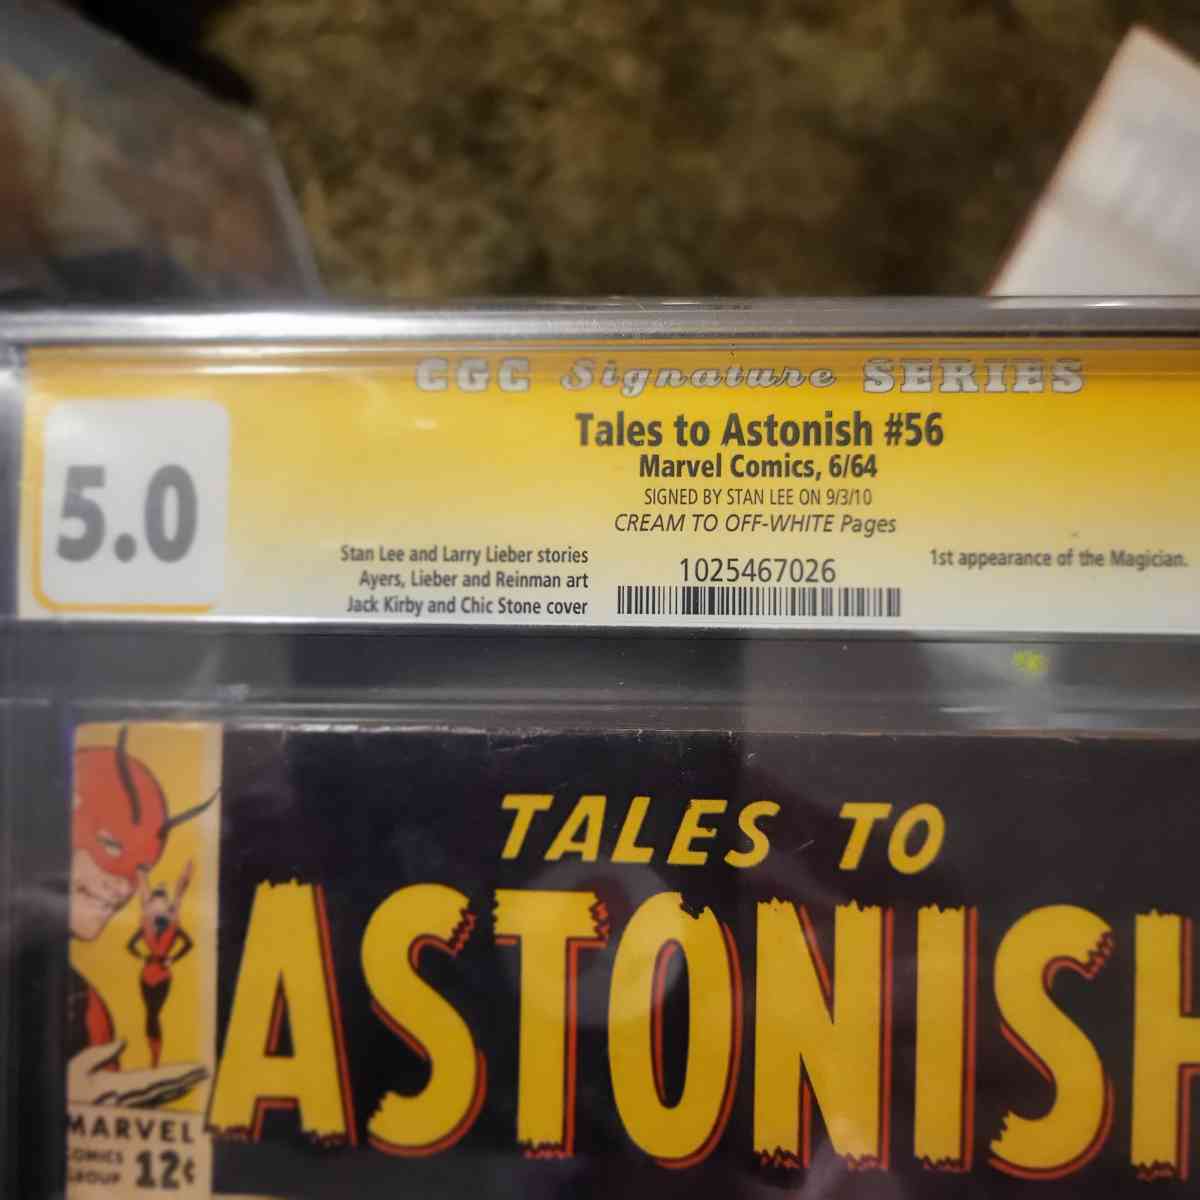 CGC Signature SERIES
5.0
Tales to Astonish #56
Marvel Comics, 6/64
SIGNED BY STAN LEE ON 9/3/10
CREAM TO OFF-WHITE Pages
Stan Lee and Larry Lieber stories
Ayers, Lieber and Reinman art
Jack Kirby and Chic Stone cover
1025467026
1st appearance of the Magician.
TALES TO
ASTONISH
MARVEL
COMICS
GROUP
12¢